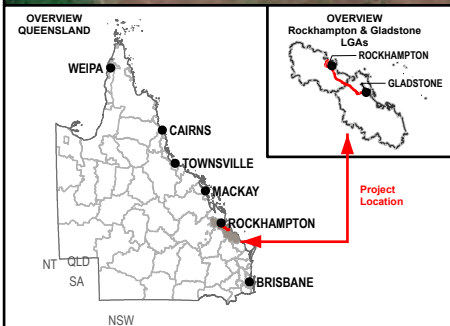 OVERVIEW
QUEENSLAND
WEIPA
CAIRNS
TOWNSVILLE
MACKAY
ROCKHAMPTON
BRISBANE
NT
QLD
SA
NSW
OVERVIEW
Rockhampton & Gladstone
LGAs
ROCKHAMPTON
GLADSTONE
Project
Location